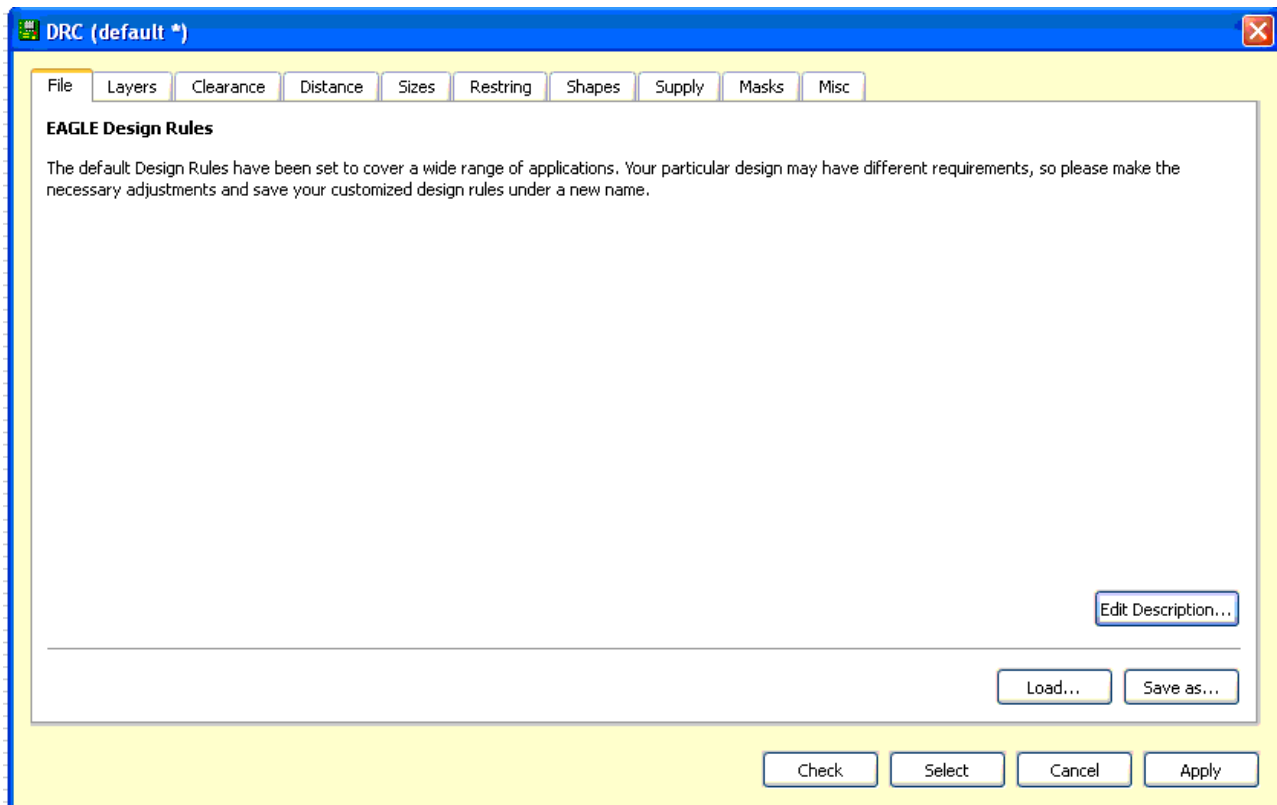 DRC (default *)
File Layers Clearance Distance Sizes Restring Shapes Supply Masks Misc
EAGLE Design Rules
The default Design Rules have been set to cover a wide range of applications. Your particular design may have different requirements, so please make the
necessary adjustments and save your customized design rules under a new name.
Edit Description...
Load... Save as...
Check Select Cancel Apply